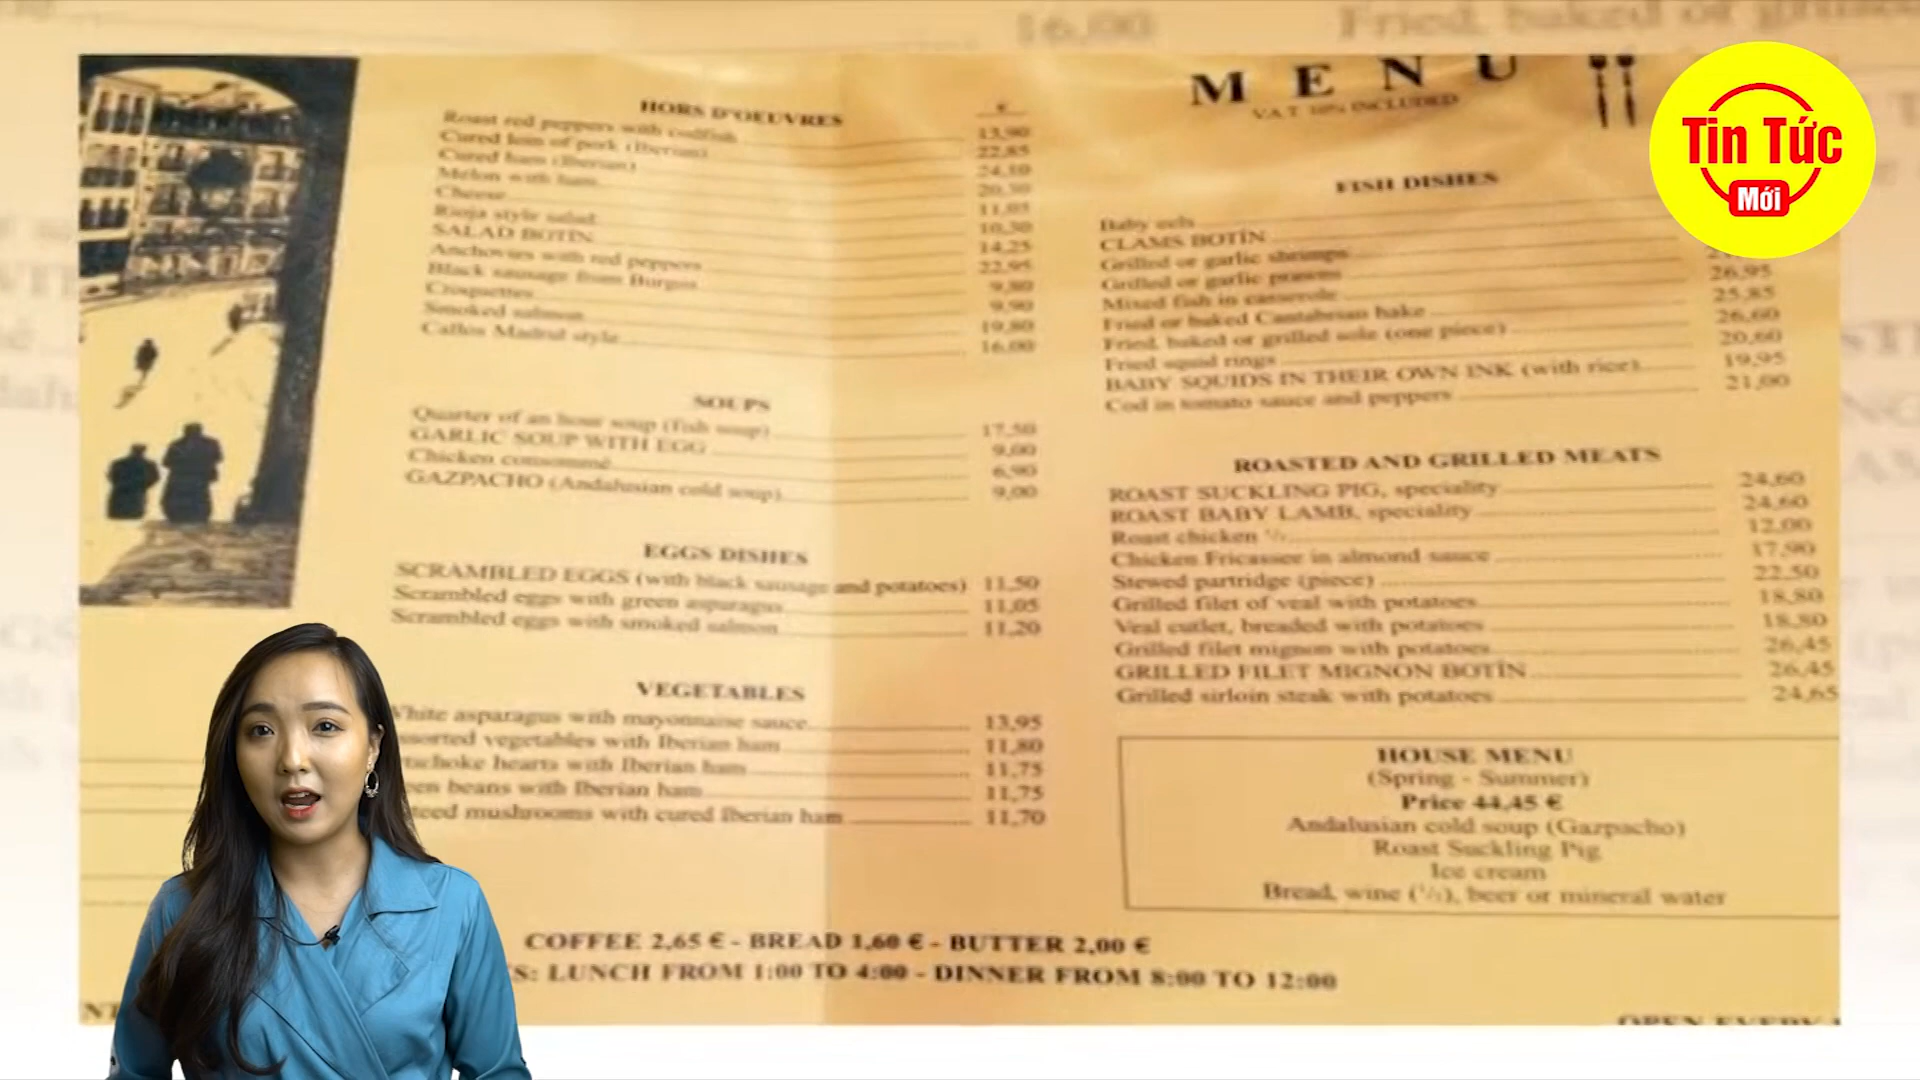 16,00
Fried, baked or grilled
M E N U
V.A.T. 10% INCLUDED
Tin Tức
Mới
HORS D'OEUVRES
€
Roast red peppers with codfish 13,90
Cured loin of pork (Iberian) 22,85
Cured ham (Iberian)
Melon with ham
Cheese 11,05
Rioja style salad 10,30
SALAD BOTÍN 14,25
Anchovies with red peppers 22,95
Black sausage from Burgos 9,80
Croquettes 9,90
Smoked salmon 19,80
Callos Madrid style 16,00
SOUPS
Quarter of an hour soup (fish soup) 17,50
GARLIC SOUP WITH EGG 9,00
Chicken consommé 6,90
GAZPACHO (Andalusian cold soup) 9,00
EGGS DISHES
SCRAMBLED EGGS (with black sausage and potatoes) 11,50
Scrambled eggs with green asparagus 11,05
Scrambled eggs with smoked salmon 11,20
VEGETABLES
White asparagus with mayonnaise sauce 13,95
ssorted vegetables with Iberian ham 11,80
tichoke hearts with Iberian ham 11,75
een beans with Iberian ham 11,75
ceed mushrooms with cured Iberian ham 11,70
FISH DISHES
Baby eels
CLAMS BOTÍN
Grilled or garlic shrimps
Grilled or garlic prawns 26,95
Mixed fish in casserole 25,85
Fried or baked Cantabrian hake 26,60
Fried, baked or grilled sole (one piece) 20,60
Fried squid rings 19,95
BABY SQUIDS IN THEIR OWN INK (with rice) 21,00
Cod in tomato sauce and peppers
ROASTED AND GRILLED MEATS
ROAST SUCKLING PIG, speciality 24,60
ROAST BABY LAMB, speciality 24,60
Roast chicken ½ 12,00
Chicken Fricassee in almond sauce 17,90
Stewed partridge (piece) 22,50
Grilled filet of veal with potatoes 18,80
Veal cutlet, breaded with potatoes 18,80
Grilled filet mignon with potatoes 26,45
GRILLED FILET MIGNON BOTÍN 26,45
Grilled sirloin steak with potatoes 24,65
HOUSE MENU
(Spring - Summer)
Price 44,45 €
Andalusian cold soup (Gazpacho)
Roast Suckling Pig
Ice cream
Bread, wine (½), beer or mineral water
COFFEE 2,65 € - BREAD 1,60 € - BUTTER 2,00 €
S: LUNCH FROM 1:00 TO 4:00 - DINNER FROM 8:00 TO 12:00
OPEN EVERY